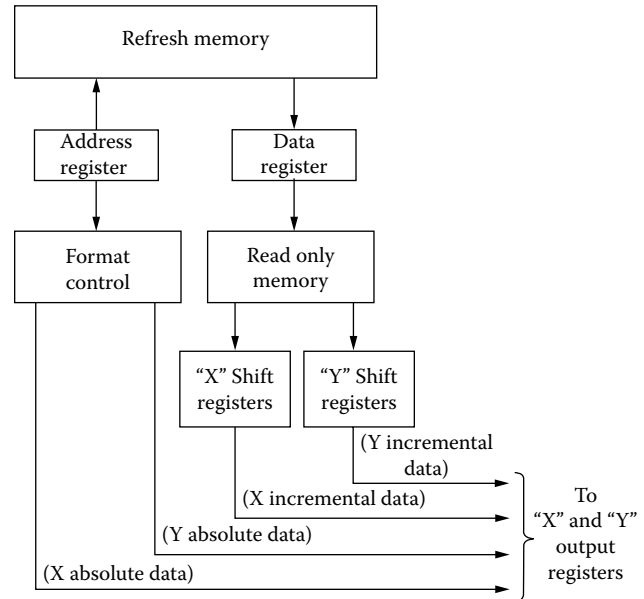 Refresh memory
Address
register
Data
register
Format
control
Read only
memory
“X” Shift
registers
“Y” Shift
registers
(Y incremental
data)
(X incremental data)
(Y absolute data)
(X absolute data)
To
“X” and “Y”
output
registers